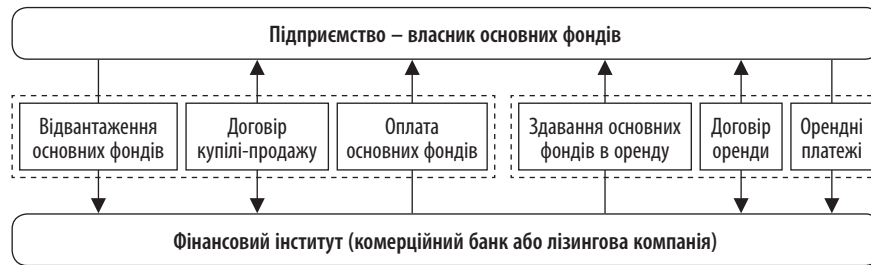 Підприємство – власник основних фондів
Відвантаження
основних фондів
Договір
купілі-продажу
Оплата
основних фондів
Здавання основних
фондів в оренду
Договір
оренди
Орендні
платежі
Фінансовий інститут (комерційний банк або лізингова компанія)